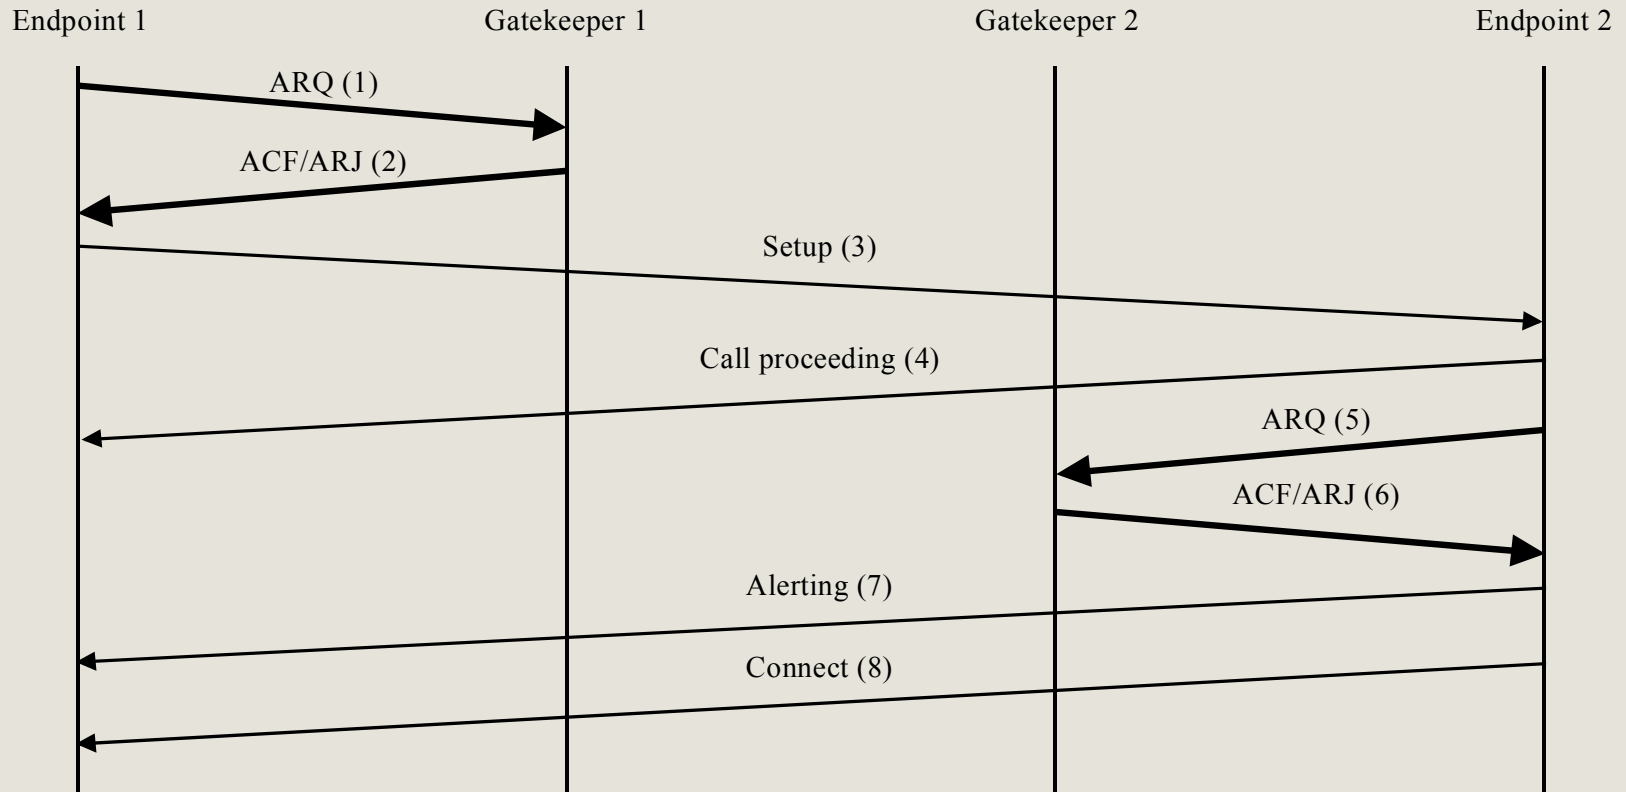 Endpoint 1 Gatekeeper 1 Gatekeeper 2 Endpoint 2
ARQ (1)
ACF/ARJ (2)
Setup (3)
Call proceeding (4)
ARQ (5)
ACF/ARJ (6)
Alerting (7)
Connect (8)